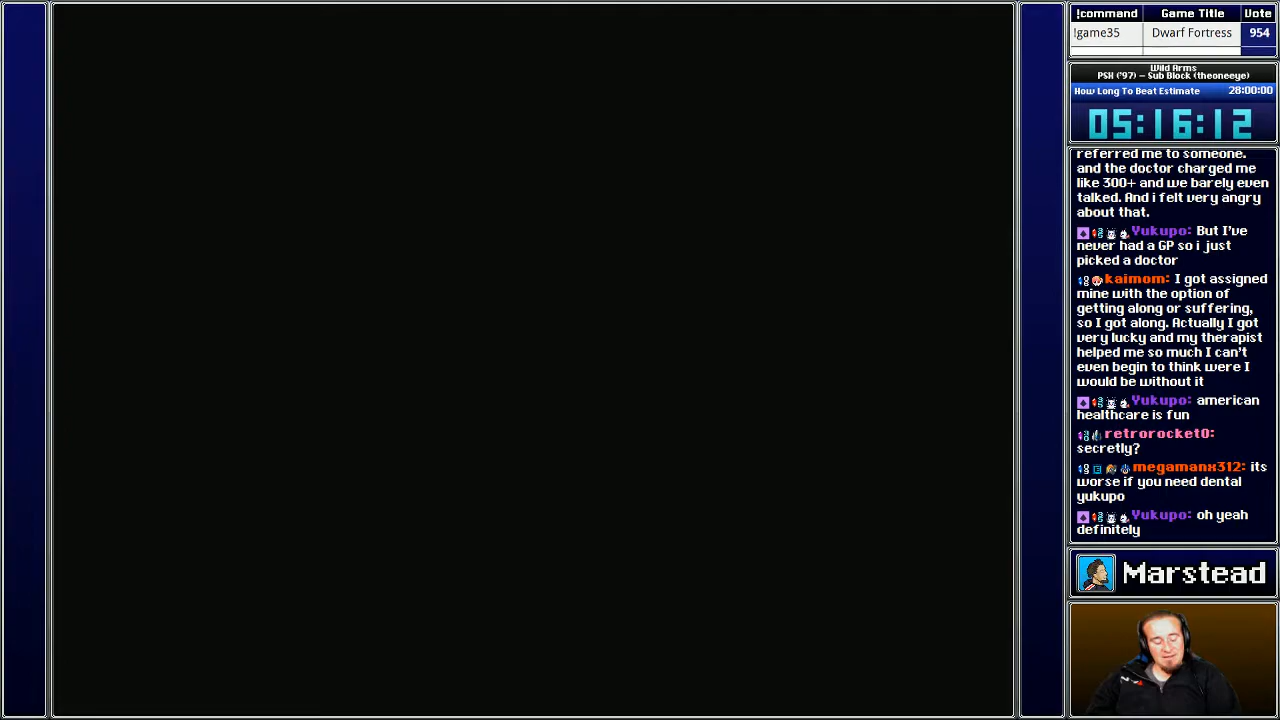 !command Game Title Vote
!game35 Dwarf Fortress 954
Wild Arms
PSX ('97) – Sub Block (theoneeye)
How Long To Beat Estimate 28:00:00
05:16:12
referred me to someone.
and the doctor charged me
like 300+ and we barely even
talked. And i felt very angry
about that.
Yukupo: But I've
never had a GP so i just
picked a doctor
kaimom: I got assigned
mine with the option of
getting along or suffering,
so I got along. Actually I got
very lucky and my therapist
helped me so much I can't
even begin to think were I
would be without it
Yukupo: american
healthcare is fun
retrorocket0:
secretly?
megamanx312: its
worse if you need dental
yukupo
Yukupo: oh yeah
definitely
Marstead